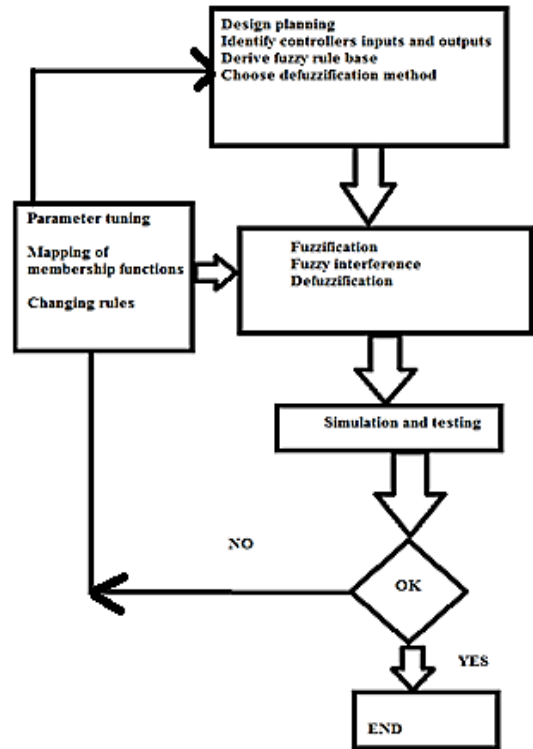 Design planning
Identify controllers inputs and outputs
Derive fuzzy rule base
Choose defuzzification method
Parameter tuning
Mapping of
membership functions
Changing rules
Fuzzification
Fuzzy interference
Defuzzification
Simulation and testing
NO
OK
YES
END